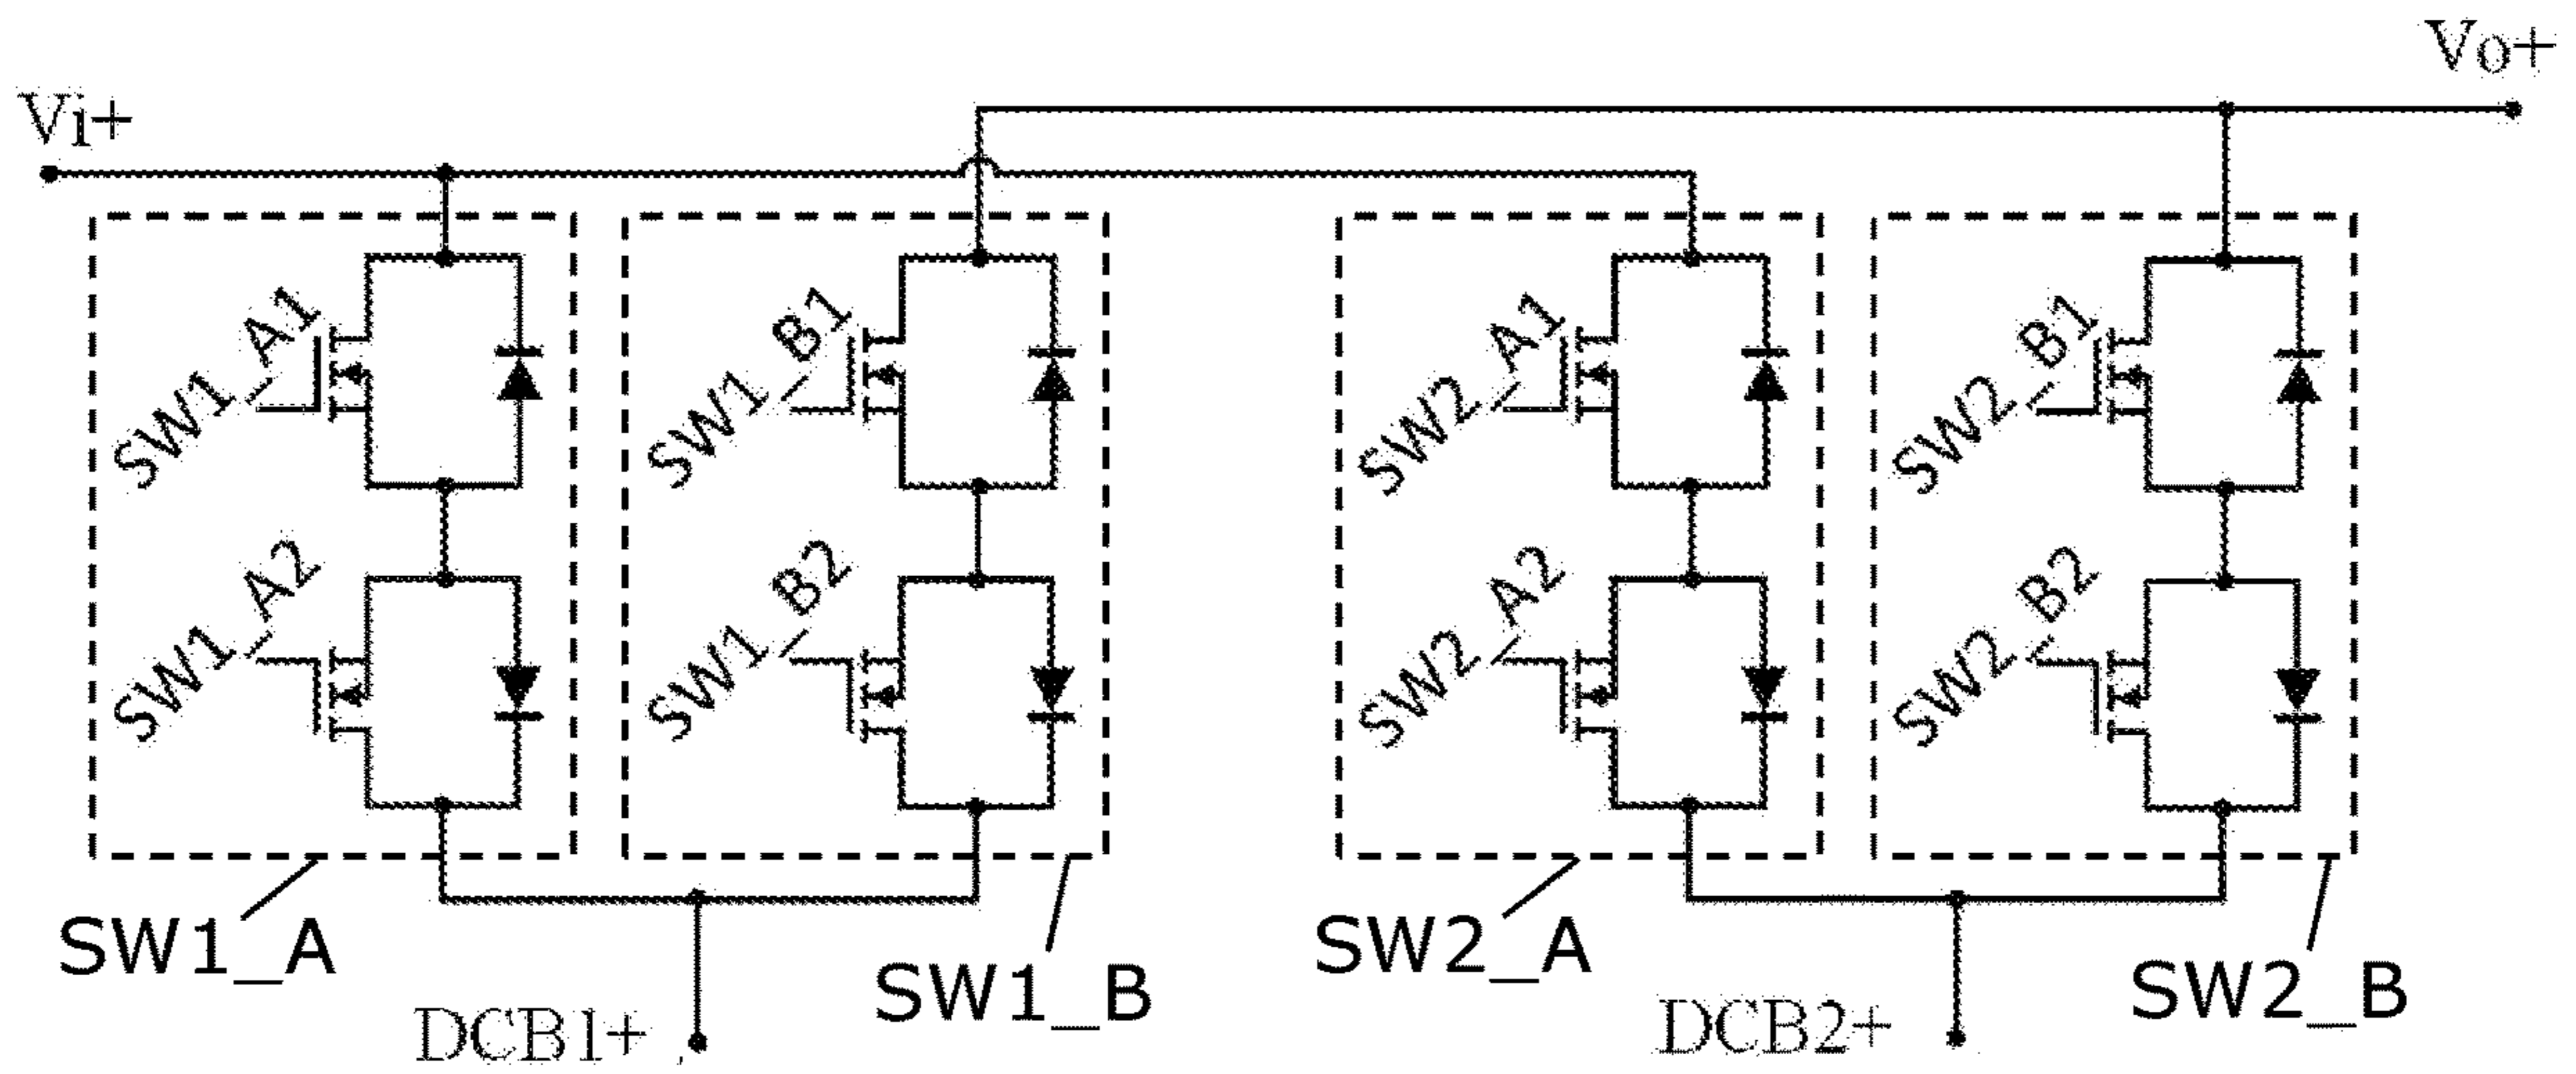 Vo+
Vi+
SW1_A1
SW1_B1
SW2_A1
SW2_B1
SW1_A2
SW1_B2
SW2_A2
SW2_B2
SW1_A
SW1_B
SW2_A
SW2_B
DCB1+
DCB2+